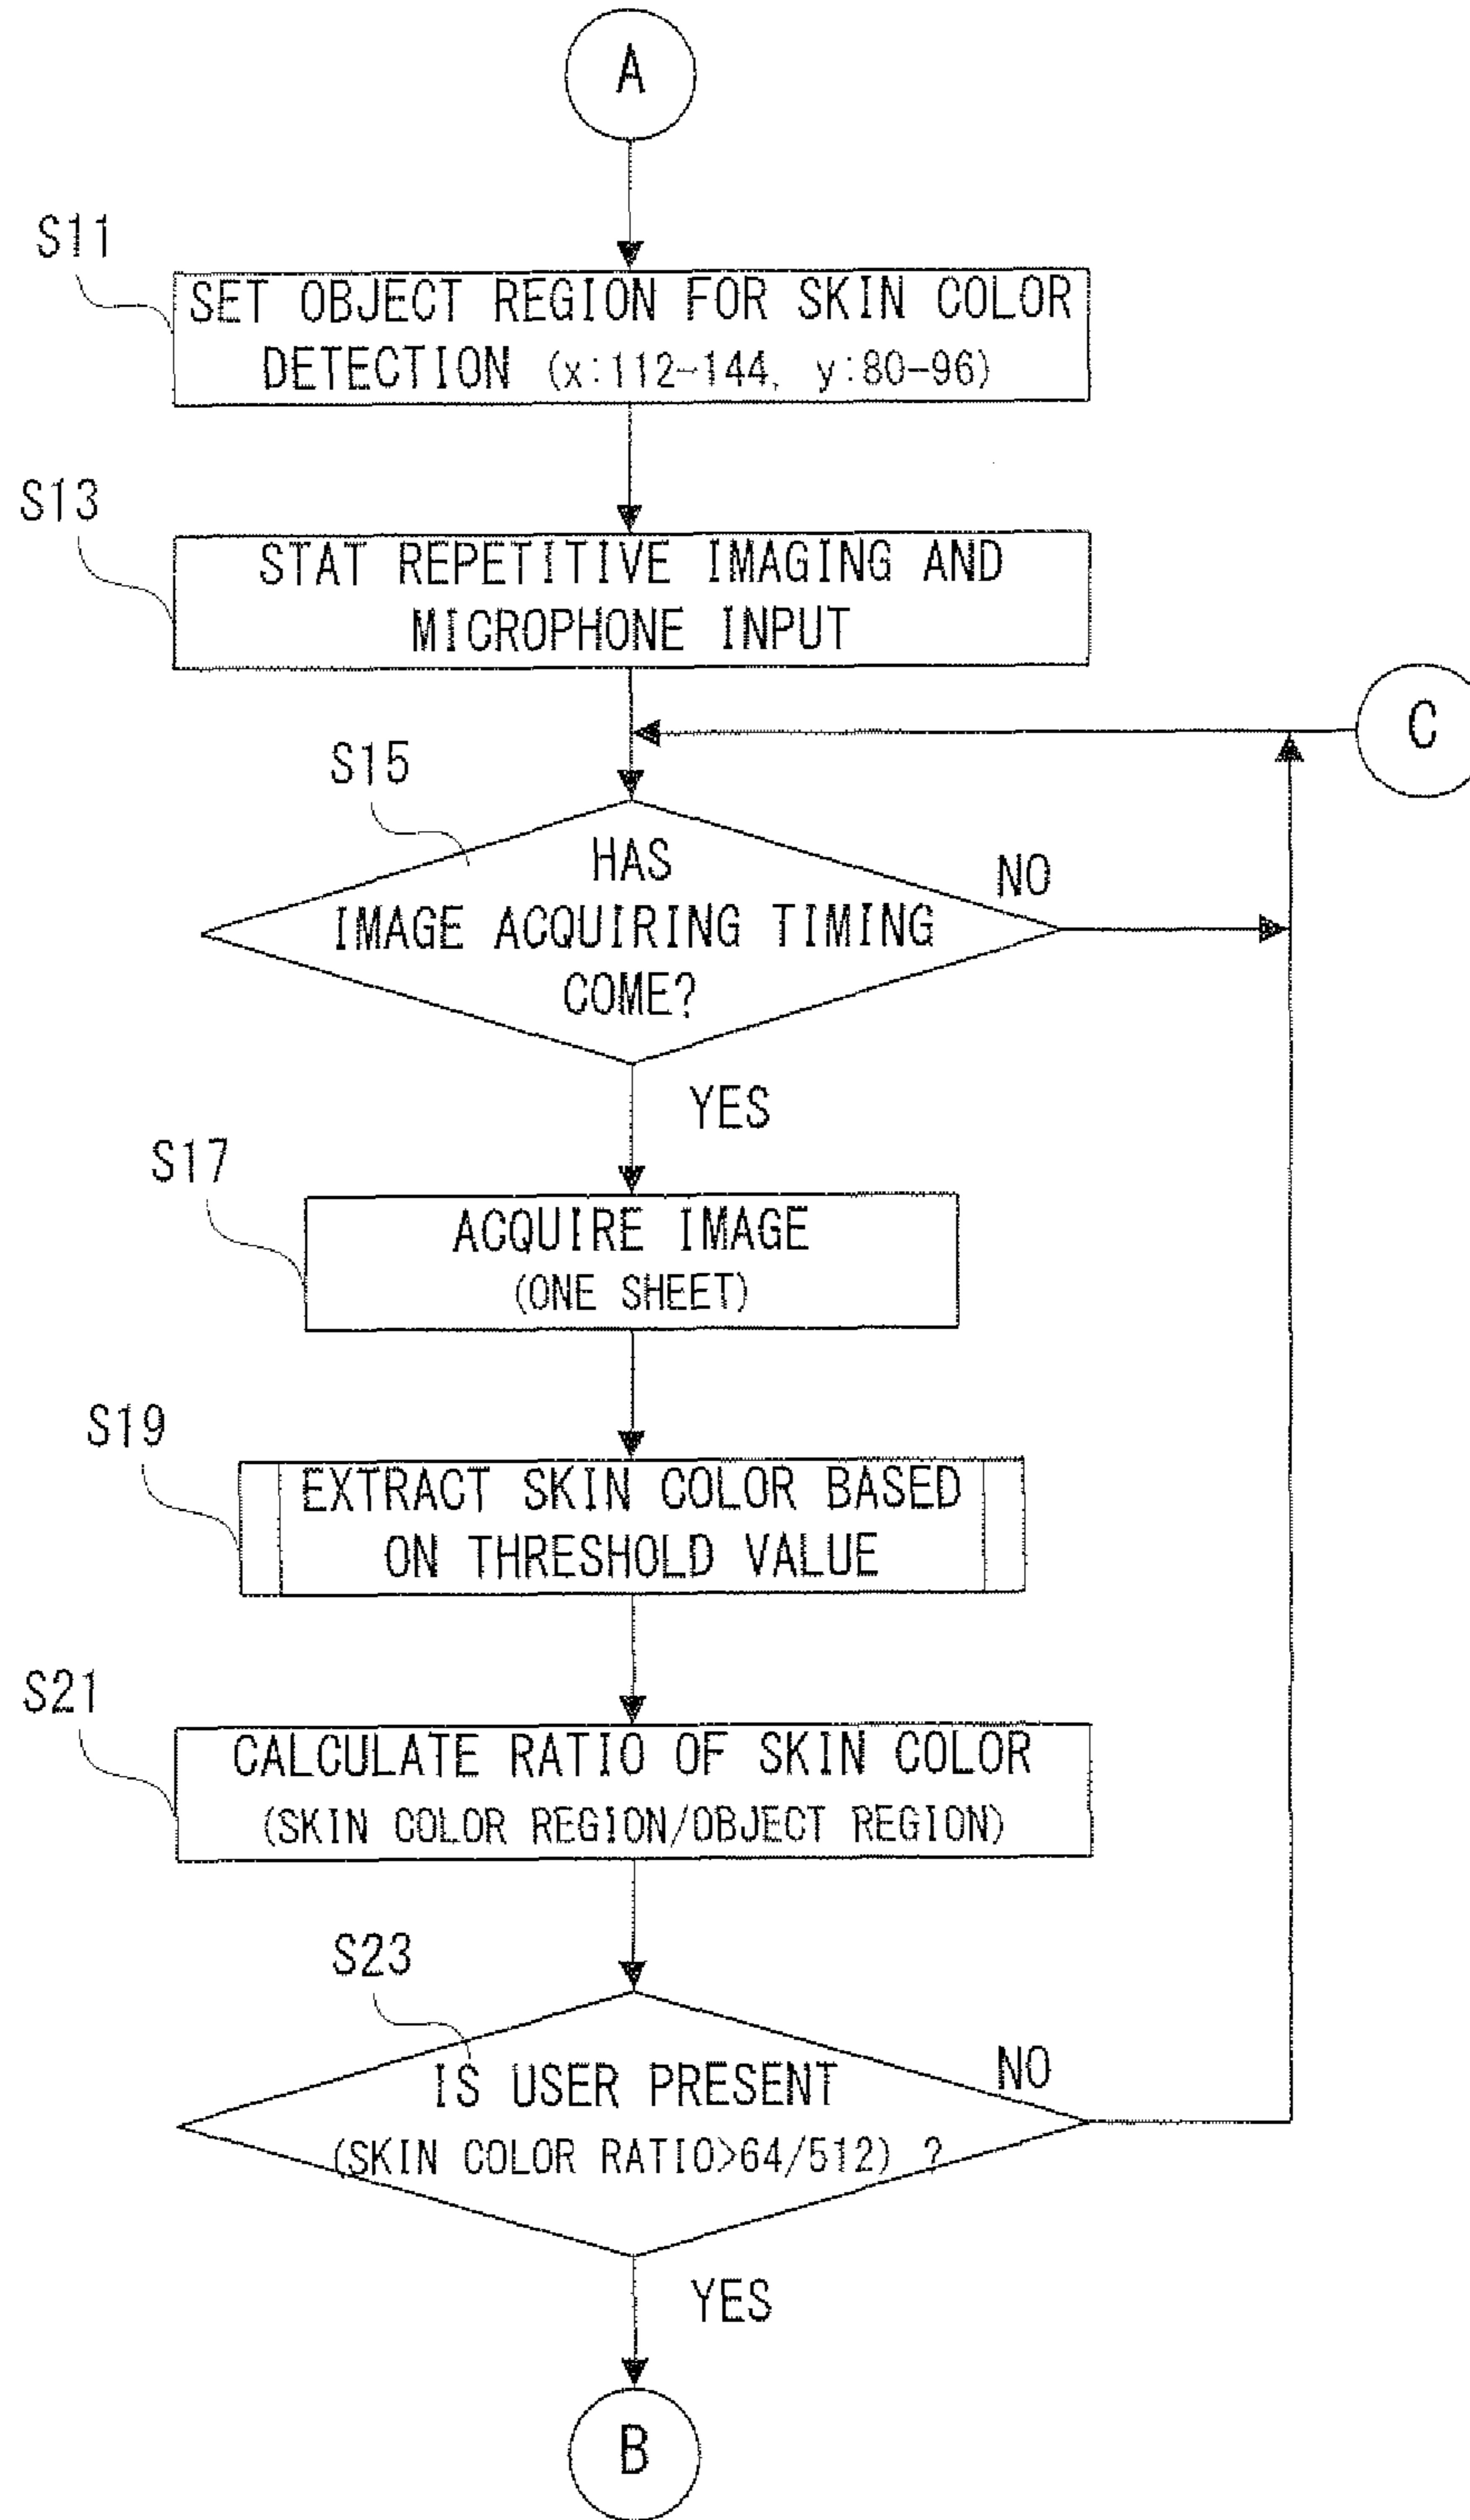 A
S11
SET OBJECT REGION FOR SKIN COLOR
DETECTION (x:112-144, y:80-96)
S13
STAT REPETITIVE IMAGING AND
MICROPHONE INPUT
C
S15
HAS
IMAGE ACQUIRING TIMING
COME?
NO
YES
S17
ACQUIRE IMAGE
(ONE SHEET)
S19
EXTRACT SKIN COLOR BASED
ON THRESHOLD VALUE
S21
CALCULATE RATIO OF SKIN COLOR
(SKIN COLOR REGION/OBJECT REGION)
S23
IS USER PRESENT
(SKIN COLOR RATIO>64/512) ?
NO
YES
B